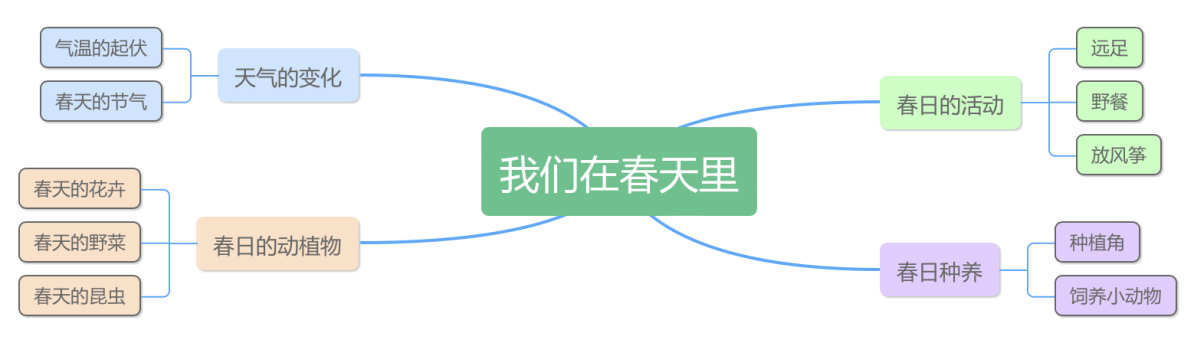 我们在春天里
天气的变化
气温的起伏
春天的节气
春日的动植物
春天的花卉
春天的野菜
春天的昆虫
春日的活动
远足
野餐
放风筝
春日种养
种植角
饲养小动物